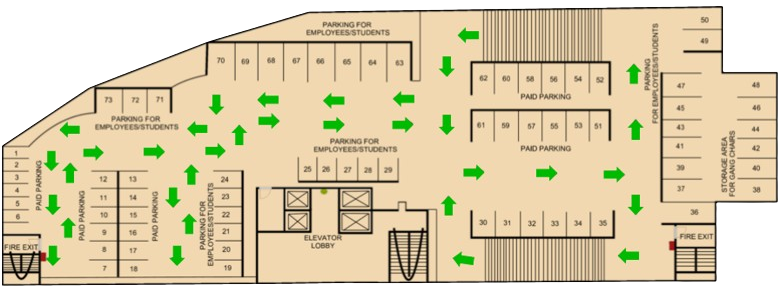 PARKING FOR
EMPLOYEES/STUDENTS
50
49
70 69 68 67 66 65 64 63
62 60 58 56 54 52
PAID PARKING
PARKING
FOR EMPLOYEES/STUDENTS
47
45
43
41
39
37
48
46
44
42
40
38
STORAGE AREA
FOR GANG CHAIRS
73 72 71
PARKING FOR
EMPLOYEES/STUDENTS
61 59 57 55 53 51
PAID PARKING
PARKING FOR
EMPLOYEES/STUDENTS
25 26 27 28 29
1
2
3
4
5
6
PAID PARKING
12 13
11 14
10 15
9 16
8 17
7 18
PAID PARKING
PAID PARKING
PARKING FOR
EMPLOYEES/STUDENTS
24
23
22
21
20
19
ELEVATOR
LOBBY
30 31 32 33 34 35
36
FIRE EXIT
FIRE EXIT